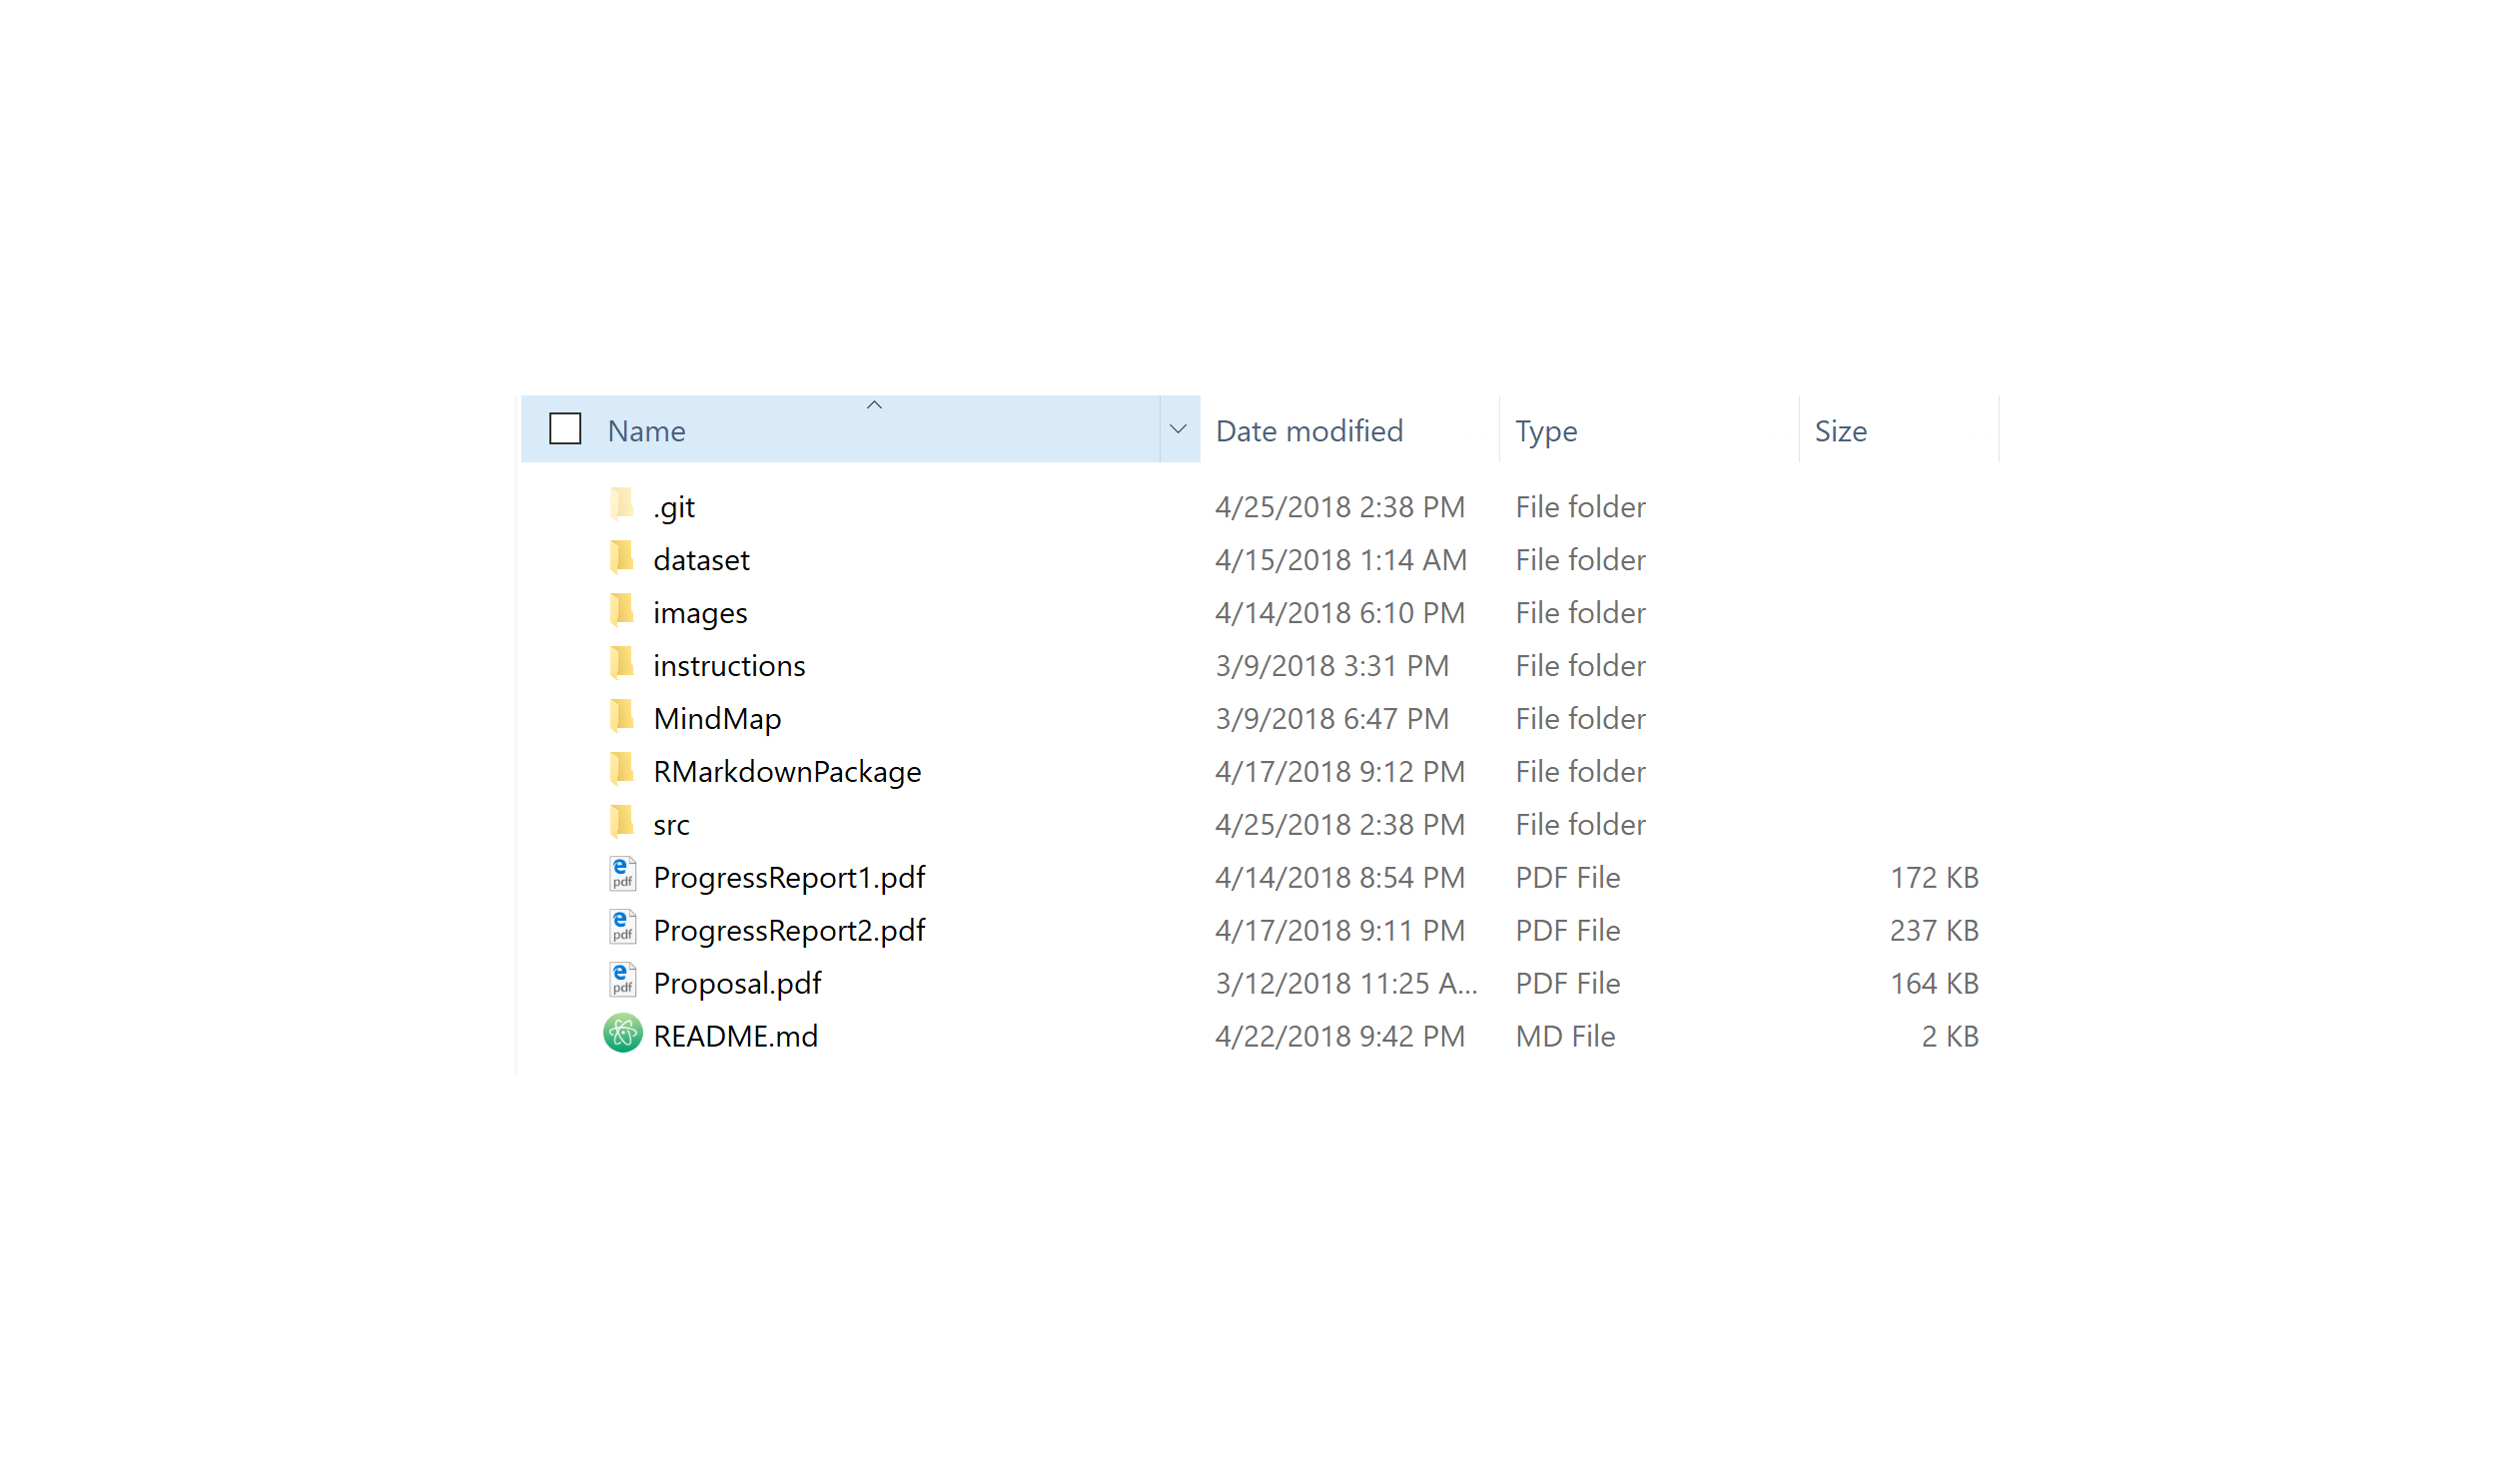 Name Date modified Type Size
.git 4/25/2018 2:38 PM File folder
dataset 4/15/2018 1:14 AM File folder
images 4/14/2018 6:10 PM File folder
instructions 3/9/2018 3:31 PM File folder
MindMap 3/9/2018 6:47 PM File folder
RMarkdownPackage 4/17/2018 9:12 PM File folder
src 4/25/2018 2:38 PM File folder
pdf ProgressReport1.pdf 4/14/2018 8:54 PM PDF File 172 KB
pdf ProgressReport2.pdf 4/17/2018 9:11 PM PDF File 237 KB
pdf Proposal.pdf 3/12/2018 11:25 A... PDF File 164 KB
README.md 4/22/2018 9:42 PM MD File 2 KB